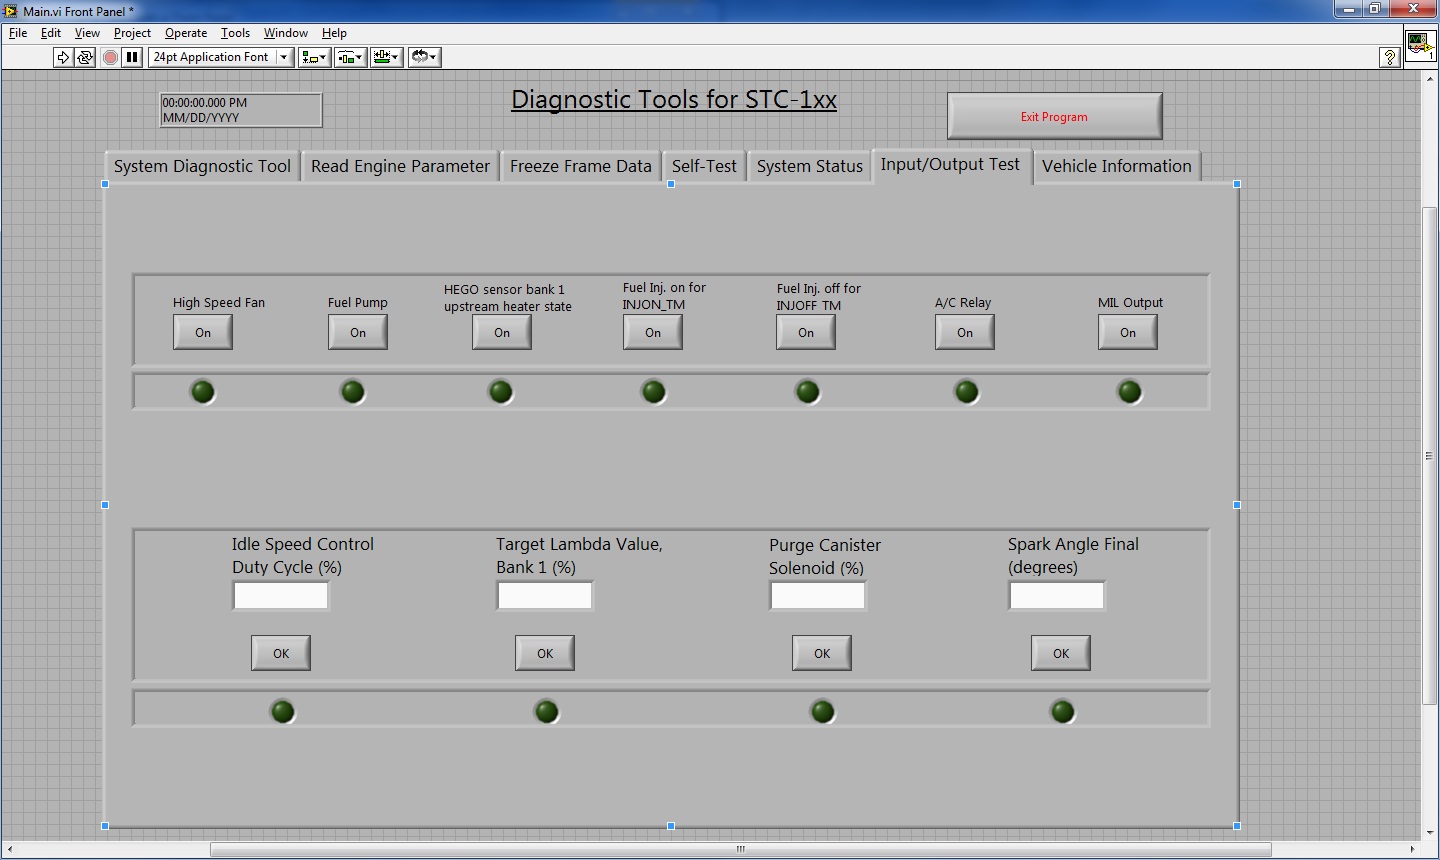 Main.vi Front Panel *
File Edit View Project Operate Tools Window Help
24pt Application Font
1
00:00:00.000 PM
MM/DD/YYYY
Diagnostic Tools for STC-1xx
Exit Program
System Diagnostic Tool Read Engine Parameter Freeze Frame Data Self-Test System Status Input/Output Test Vehicle Information
High Speed Fan
On
Fuel Pump
On
HEGO sensor bank 1
upstream heater state
On
Fuel Inj. on for
INJON_TM
On
Fuel Inj. off for
INJOFF_TM
On
A/C Relay
On
MIL Output
On
Idle Speed Control
Duty Cycle (%)
OK
Target Lambda Value,
Bank 1 (%)
OK
Purge Canister
Solenoid (%)
OK
Spark Angle Final
(degrees)
OK